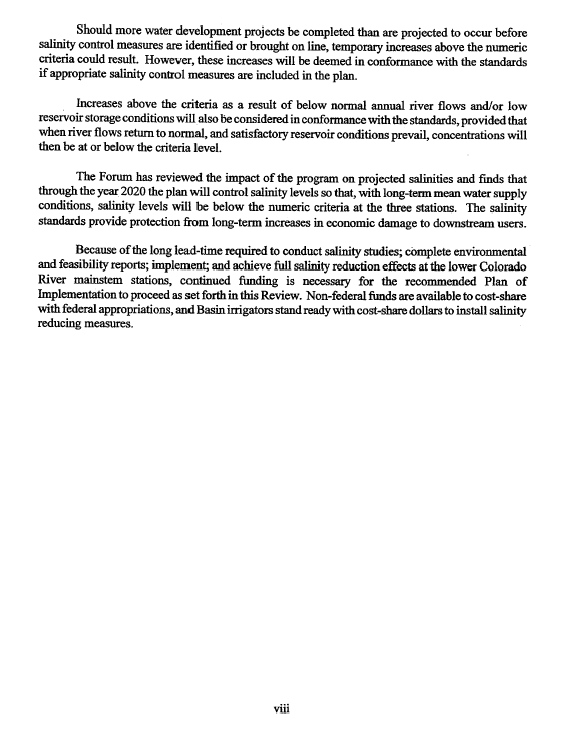 Should more water development projects be completed than are projected to occur before
salinity control measures are identified or brought on line, temporary increases above the numeric
criteria could result. However, these increases will be deemed in conformance with the standards
if appropriate salinity control measures are included in the plan.
Increases above the criteria as a result of below normal annual river flows and/or low
reservoir storage conditions will also be considered in conformance with the standards, provided that
when river flows return to normal, and satisfactory reservoir conditions prevail, concentrations will
then be at or below the criteria level.
The Forum has reviewed the impact of the program on projected salinities and finds that
through the year 2020 the plan will control salinity levels so that, with long-term mean water supply
conditions, salinity levels will be below the numeric criteria at the three stations. The salinity
standards provide protection from long-term increases in economic damage to downstream users.
Because of the long lead-time required to conduct salinity studies; complete environmental
and feasibility reports; implement; and achieve full salinity reduction effects at the lower Colorado
River mainstem stations, continued funding is necessary for the recommended Plan of
Implementation to proceed as set forth in this Review. Non-federal funds are available to cost-share
with federal appropriations, and Basin irrigators stand ready with cost-share dollars to install salinity
reducing measures.
viii